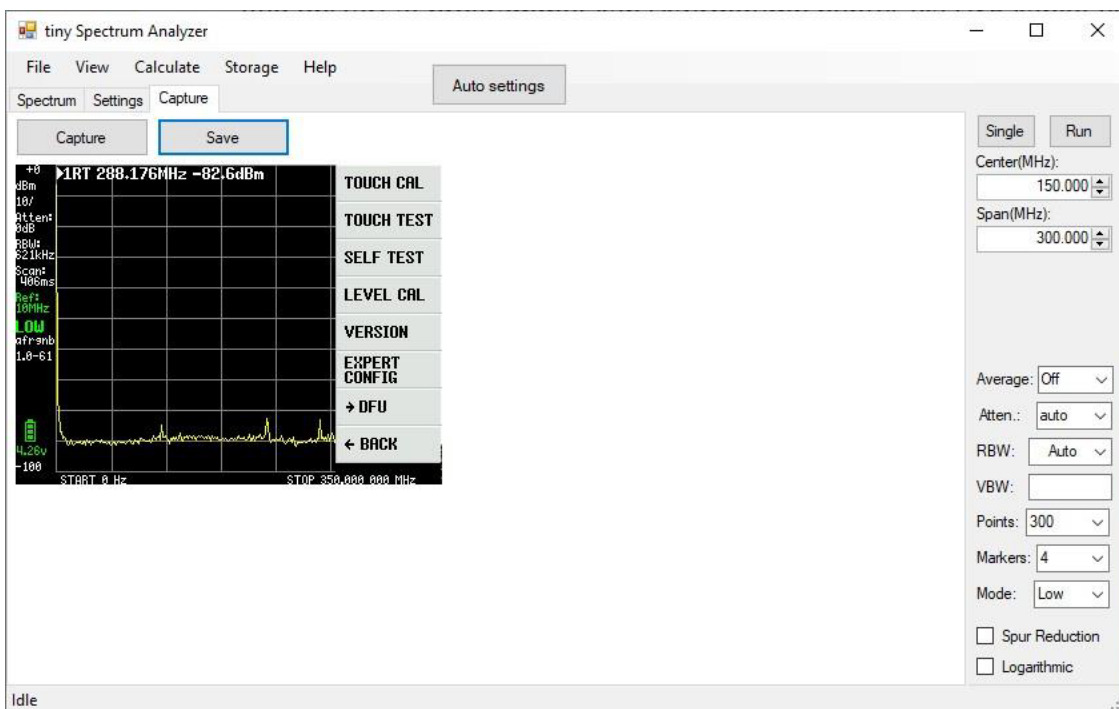 tiny Spectrum Analyzer
File View Calculate Storage Help
Auto settings
Spectrum Settings Capture
Capture Save
+0
dBm
10/
Atten:
0dB
RBW:
621kHz
Scan:
406ms
Ref:
10MHz
LOW
afrgnb
1.0-61
4.26v
-100
1RT 288.176MHz -82.6dBm
START 0 Hz STOP 350.000 000 MHz
TOUCH CAL
TOUCH TEST
SELF TEST
LEVEL CAL
VERSION
EXPERT
CONFIG
→ DFU
← BACK
Single Run
Center(MHz):
150.000
Span(MHz):
300.000
Average: Off
Atten.: auto
RBW: Auto
VBW:
Points: 300
Markers: 4
Mode: Low
Spur Reduction
Logarithmic
Idle